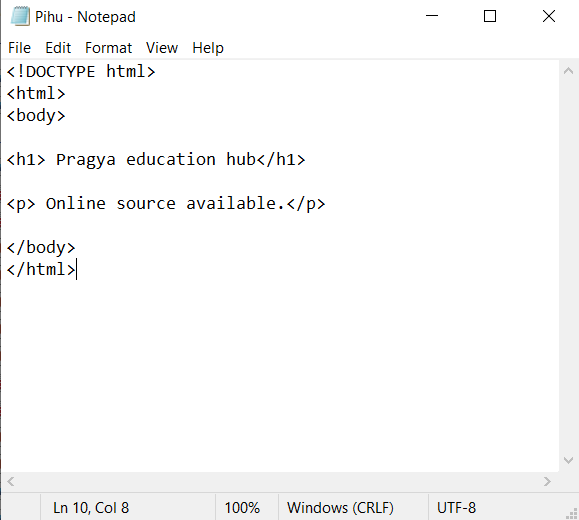 Pihu - Notepad
File Edit Format View Help
<!DOCTYPE html>
<html>
<body>
<h1> Pragya education hub</h1>
<p> Online source available.</p>
</body>
</html>
Ln 10, Col 8 100% Windows (CRLF) UTF-8